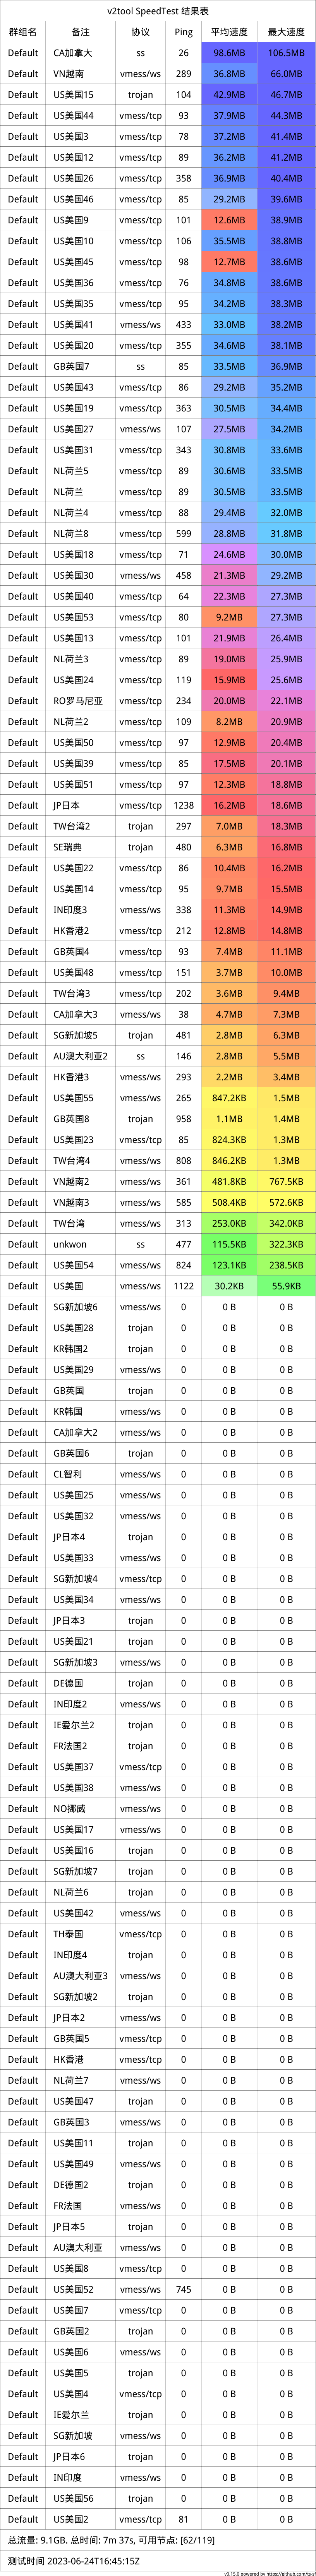 v2tool SpeedTest 结果表
群组名 备注 协议 Ping 平均速度 最大速度
Default CA加拿大 ss 26 98.6MB 106.5MB
Default VN越南 vmess/ws 289 36.8MB 66.0MB
Default US美国15 trojan 104 42.9MB 46.7MB
Default US美国44 vmess/tcp 93 37.9MB 44.3MB
Default US美国3 vmess/tcp 78 37.2MB 41.4MB
Default US美国12 vmess/tcp 89 36.2MB 41.2MB
Default US美国26 vmess/tcp 358 36.9MB 40.4MB
Default US美国46 vmess/tcp 85 29.2MB 39.6MB
Default US美国9 vmess/tcp 101 12.6MB 38.9MB
Default US美国10 vmess/tcp 106 35.5MB 38.8MB
Default US美国45 vmess/tcp 98 12.7MB 38.6MB
Default US美国36 vmess/tcp 76 34.8MB 38.6MB
Default US美国35 vmess/tcp 95 34.2MB 38.3MB
Default US美国41 vmess/ws 433 33.0MB 38.2MB
Default US美国20 vmess/tcp 355 34.6MB 38.1MB
Default GB英国7 ss 85 33.5MB 36.9MB
Default US美国43 vmess/tcp 86 29.2MB 35.2MB
Default US美国19 vmess/tcp 363 30.5MB 34.4MB
Default US美国27 vmess/ws 107 27.5MB 34.2MB
Default US美国31 vmess/tcp 343 30.8MB 33.6MB
Default NL荷兰5 vmess/tcp 89 30.6MB 33.5MB
Default NL荷兰 vmess/tcp 89 30.5MB 33.5MB
Default NL荷兰4 vmess/tcp 88 29.4MB 32.0MB
Default NL荷兰8 vmess/tcp 599 28.8MB 31.8MB
Default US美国18 vmess/tcp 71 24.6MB 30.0MB
Default US美国30 vmess/ws 458 21.3MB 29.2MB
Default US美国40 vmess/tcp 64 22.3MB 27.3MB
Default US美国53 vmess/tcp 80 9.2MB 27.3MB
Default US美国13 vmess/tcp 101 21.9MB 26.4MB
Default NL荷兰3 vmess/tcp 89 19.0MB 25.9MB
Default US美国24 vmess/tcp 119 15.9MB 25.6MB
Default RO罗马尼亚 vmess/tcp 234 20.0MB 22.1MB
Default NL荷兰2 vmess/tcp 109 8.2MB 20.9MB
Default US美国50 vmess/tcp 97 12.9MB 20.4MB
Default US美国39 vmess/tcp 85 17.5MB 20.1MB
Default US美国51 vmess/tcp 97 12.3MB 18.8MB
Default JP日本 vmess/tcp 1238 16.2MB 18.6MB
Default TW台湾2 trojan 297 7.0MB 18.3MB
Default SE瑞典 trojan 480 6.3MB 16.8MB
Default US美国22 vmess/tcp 86 10.4MB 16.2MB
Default US美国14 vmess/tcp 95 9.7MB 15.5MB
Default IN印度3 vmess/ws 338 11.3MB 14.9MB
Default HK香港2 vmess/tcp 212 12.8MB 14.8MB
Default GB英国4 vmess/tcp 93 7.4MB 11.1MB
Default US美国48 vmess/tcp 151 3.7MB 10.0MB
Default TW台湾3 vmess/tcp 202 3.6MB 9.4MB
Default CA加拿大3 vmess/ws 38 4.7MB 7.3MB
Default SG新加坡5 trojan 481 2.8MB 6.3MB
Default AU澳大利亚2 ss 146 2.8MB 5.5MB
Default HK香港3 vmess/ws 293 2.2MB 3.4MB
Default US美国55 vmess/ws 265 847.2KB 1.5MB
Default GB英国8 trojan 958 1.1MB 1.4MB
Default US美国23 vmess/tcp 85 824.3KB 1.3MB
Default TW台湾4 vmess/ws 808 846.2KB 1.3MB
Default VN越南2 vmess/ws 361 481.8KB 767.5KB
Default VN越南3 vmess/ws 585 508.4KB 572.6KB
Default TW台湾 vmess/ws 313 253.0KB 342.0KB
Default unkwon ss 477 115.5KB 322.3KB
Default US美国54 vmess/ws 824 123.1KB 238.5KB
Default US美国 vmess/ws 1122 30.2KB 55.9KB
Default SG新加坡6 vmess/ws 0 0 B 0 B
Default US美国28 trojan 0 0 B 0 B
Default KR韩国2 trojan 0 0 B 0 B
Default US美国29 vmess/ws 0 0 B 0 B
Default GB英国 trojan 0 0 B 0 B
Default KR韩国 vmess/ws 0 0 B 0 B
Default CA加拿大2 vmess/ws 0 0 B 0 B
Default GB英国6 trojan 0 0 B 0 B
Default CL智利 vmess/ws 0 0 B 0 B
Default US美国25 vmess/ws 0 0 B 0 B
Default US美国32 vmess/ws 0 0 B 0 B
Default JP日本4 trojan 0 0 B 0 B
Default US美国33 vmess/ws 0 0 B 0 B
Default SG新加坡4 vmess/tcp 0 0 B 0 B
Default US美国34 vmess/ws 0 0 B 0 B
Default JP日本3 trojan 0 0 B 0 B
Default US美国21 trojan 0 0 B 0 B
Default SG新加坡3 vmess/ws 0 0 B 0 B
Default DE德国 trojan 0 0 B 0 B
Default IN印度2 vmess/ws 0 0 B 0 B
Default IE爱尔兰2 trojan 0 0 B 0 B
Default FR法国2 trojan 0 0 B 0 B
Default US美国37 vmess/tcp 0 0 B 0 B
Default US美国38 vmess/ws 0 0 B 0 B
Default NO挪威 vmess/ws 0 0 B 0 B
Default US美国17 vmess/ws 0 0 B 0 B
Default US美国16 trojan 0 0 B 0 B
Default SG新加坡7 trojan 0 0 B 0 B
Default NL荷兰6 trojan 0 0 B 0 B
Default US美国42 vmess/ws 0 0 B 0 B
Default TH泰国 vmess/tcp 0 0 B 0 B
Default IN印度4 trojan 0 0 B 0 B
Default AU澳大利亚3 vmess/ws 0 0 B 0 B
Default SG新加坡2 trojan 0 0 B 0 B
Default JP日本2 vmess/ws 0 0 B 0 B
Default GB英国5 vmess/tcp 0 0 B 0 B
Default HK香港 vmess/tcp 0 0 B 0 B
Default NL荷兰7 vmess/ws 0 0 B 0 B
Default US美国47 trojan 0 0 B 0 B
Default GB英国3 vmess/ws 0 0 B 0 B
Default US美国11 trojan 0 0 B 0 B
Default US美国49 vmess/ws 0 0 B 0 B
Default DE德国2 trojan 0 0 B 0 B
Default FR法国 vmess/ws 0 0 B 0 B
Default JP日本5 trojan 0 0 B 0 B
Default AU澳大利亚 vmess/ws 0 0 B 0 B
Default US美国8 vmess/tcp 0 0 B 0 B
Default US美国52 vmess/ws 745 0 B 0 B
Default US美国7 vmess/tcp 0 0 B 0 B
Default GB英国2 trojan 0 0 B 0 B
Default US美国6 vmess/ws 0 0 B 0 B
Default US美国5 trojan 0 0 B 0 B
Default US美国4 vmess/tcp 0 0 B 0 B
Default IE爱尔兰 trojan 0 0 B 0 B
Default SG新加坡 vmess/ws 0 0 B 0 B
Default JP日本6 trojan 0 0 B 0 B
Default IN印度 vmess/ws 0 0 B 0 B
Default US美国56 trojan 0 0 B 0 B
Default US美国2 vmess/tcp 81 0 B 0 B
总流量: 9.1GB. 总时间: 7m 37s, 可用节点: [62/119]
测试时间 2023-06-24T16:45:15Z